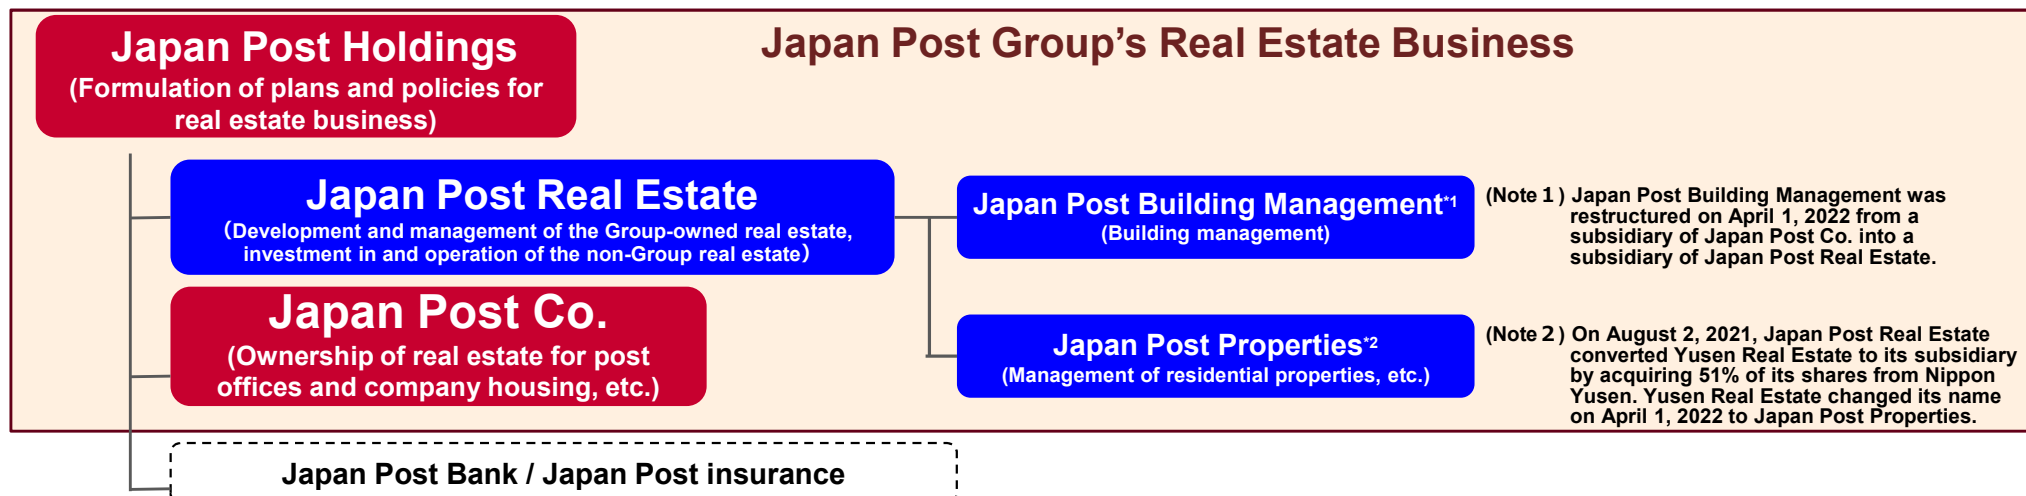 Japan Post Holdings
(Formulation of plans and policies for
real estate business)
Japan Post Group’s Real Estate Business
Japan Post Real Estate
（Development and management of the Group-owned real estate,
investment in and operation of the non-Group real estate）
Japan Post Building Management*1
(Building management)
(Note１) Japan Post Building Management was
restructured on April 1, 2022 from a
subsidiary of Japan Post Co. into a
subsidiary of Japan Post Real Estate.
Japan Post Co.
(Ownership of real estate for post
offices and company housing, etc.)
Japan Post Properties*2
(Management of residential properties, etc.)
(Note２) On August 2, 2021, Japan Post Real Estate
converted Yusen Real Estate to its subsidiary
by acquiring 51% of its shares from Nippon
Yusen. Yusen Real Estate changed its name
on April 1, 2022 to Japan Post Properties.
Japan Post Bank / Japan Post insurance